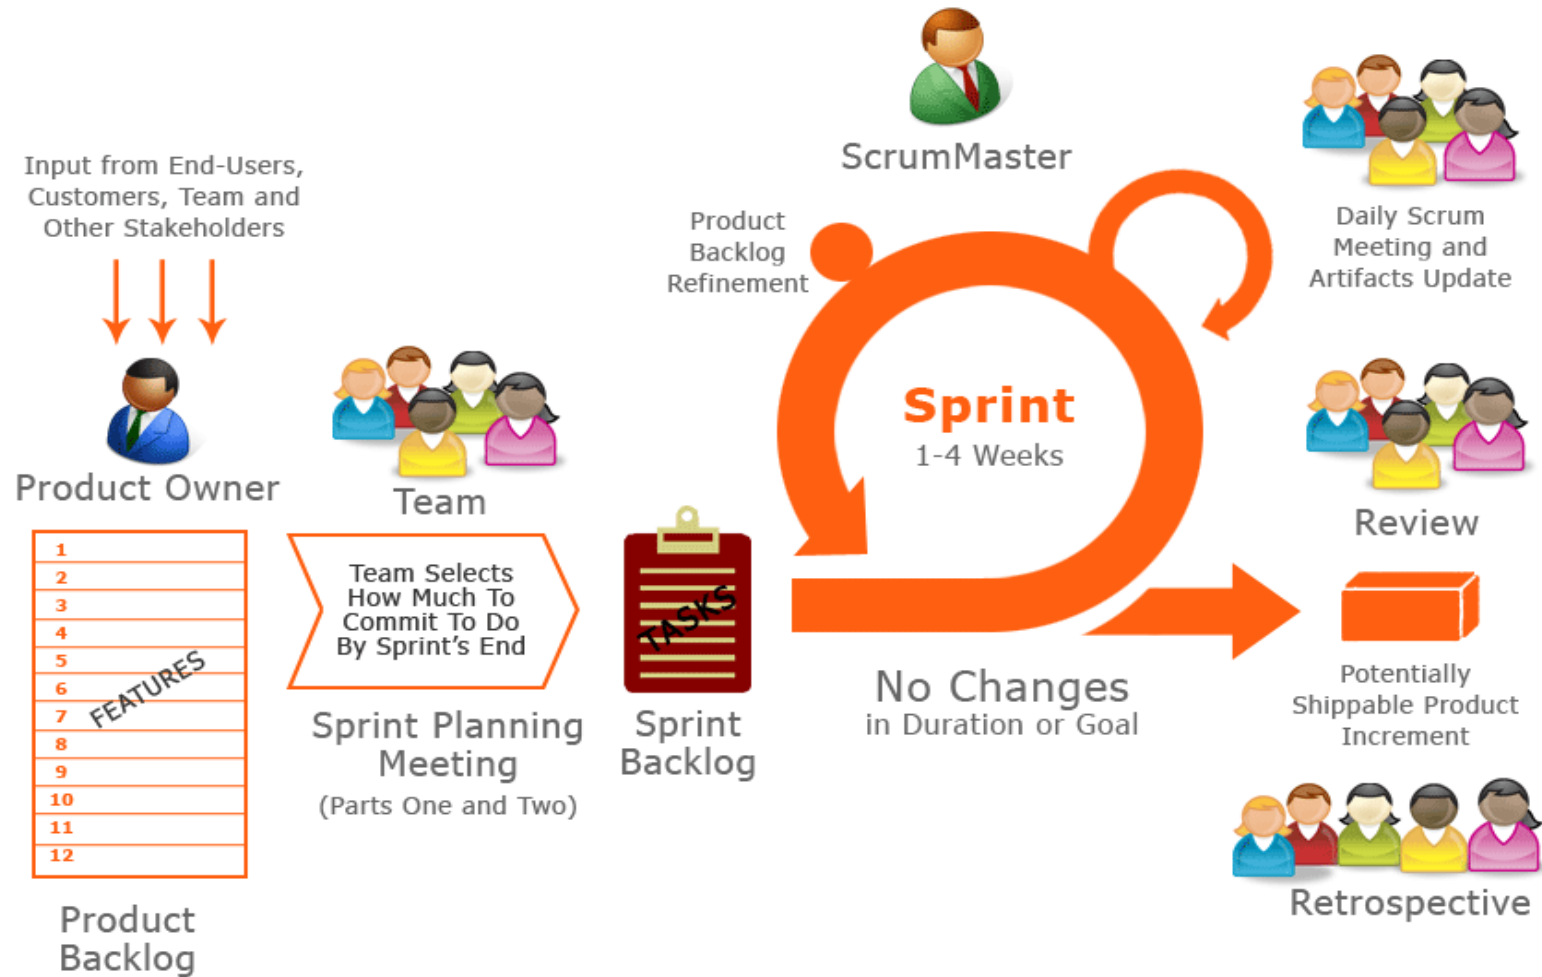 Input from End-Users,
Customers, Team and
Other Stakeholders
Product Owner
1
2
3
4
5
6
7
8
9
10
11
12
FEATURES
Product
Backlog
Team
Team Selects
How Much To
Commit To Do
By Sprint's End
Sprint Planning
Meeting
(Parts One and Two)
TASKS
Sprint
Backlog
ScrumMaster
Product
Backlog
Refinement
Sprint
1-4 Weeks
No Changes
in Duration or Goal
Daily Scrum
Meeting and
Artifacts Update
Review
Potentially
Shippable Product
Increment
Retrospective